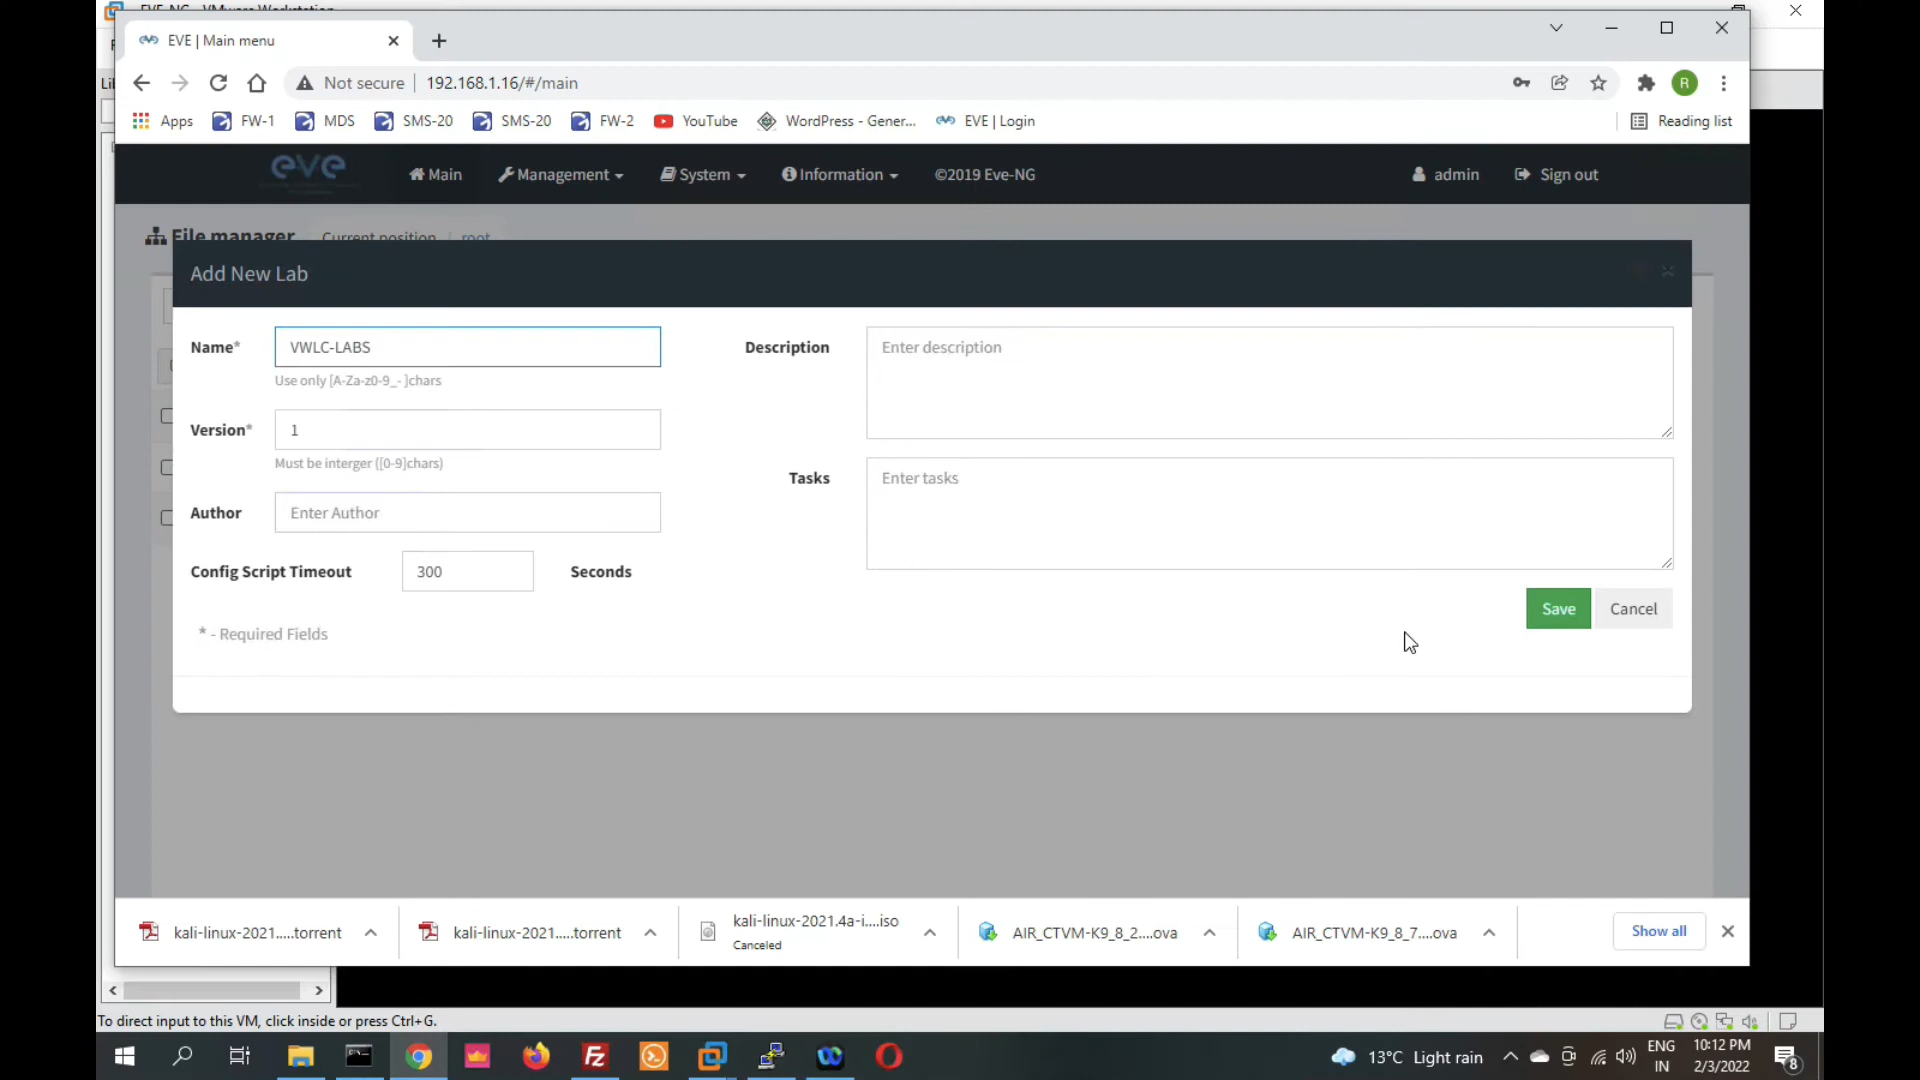 EVE-NG - VMware Workstation
EVE | Main menu
Not secure 192.168.1.16/#/main
R
Apps FW-1 MDS SMS-20 SMS-20 FW-2 YouTube WordPress - Gener... EVE | Login Reading list
eve Main Management System Information ©2019 Eve-NG admin Sign out
File manager Current position / root
Add New Lab
Name* VWLC-LABS
Use only [A-Za-z0-9_- ]chars
Version* 1
Must be interger ([0-9]chars)
Author Enter Author
Config Script Timeout 300 Seconds
* - Required Fields
Description Enter description
Tasks Enter tasks
Save Cancel
kali-linux-2021.....torrent
kali-linux-2021.....torrent
kali-linux-2021.4a-i....iso
Canceled
AIR_CTVM-K9_8_2....ova
AIR_CTVM-K9_8_7....ova
Show all
To direct input to this VM, click inside or press Ctrl+G.
13°C Light rain
ENG
IN
10:12 PM
2/3/2022
8